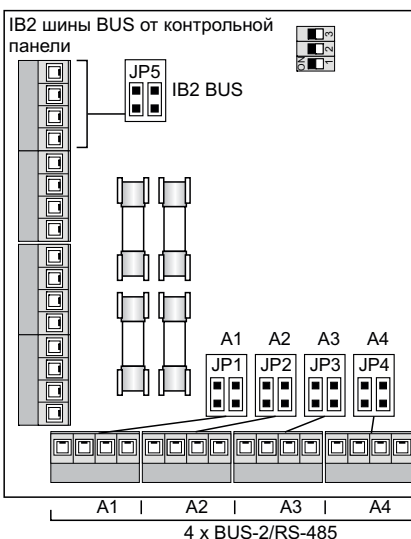 IB2 шины BUS от контрольной
панели
JP5
IB2 BUS
ON
1 2 3
A1 A2 A3 A4
JP1 JP2 JP3 JP4
A1 A2 A3 A4
4 x BUS-2/RS-485